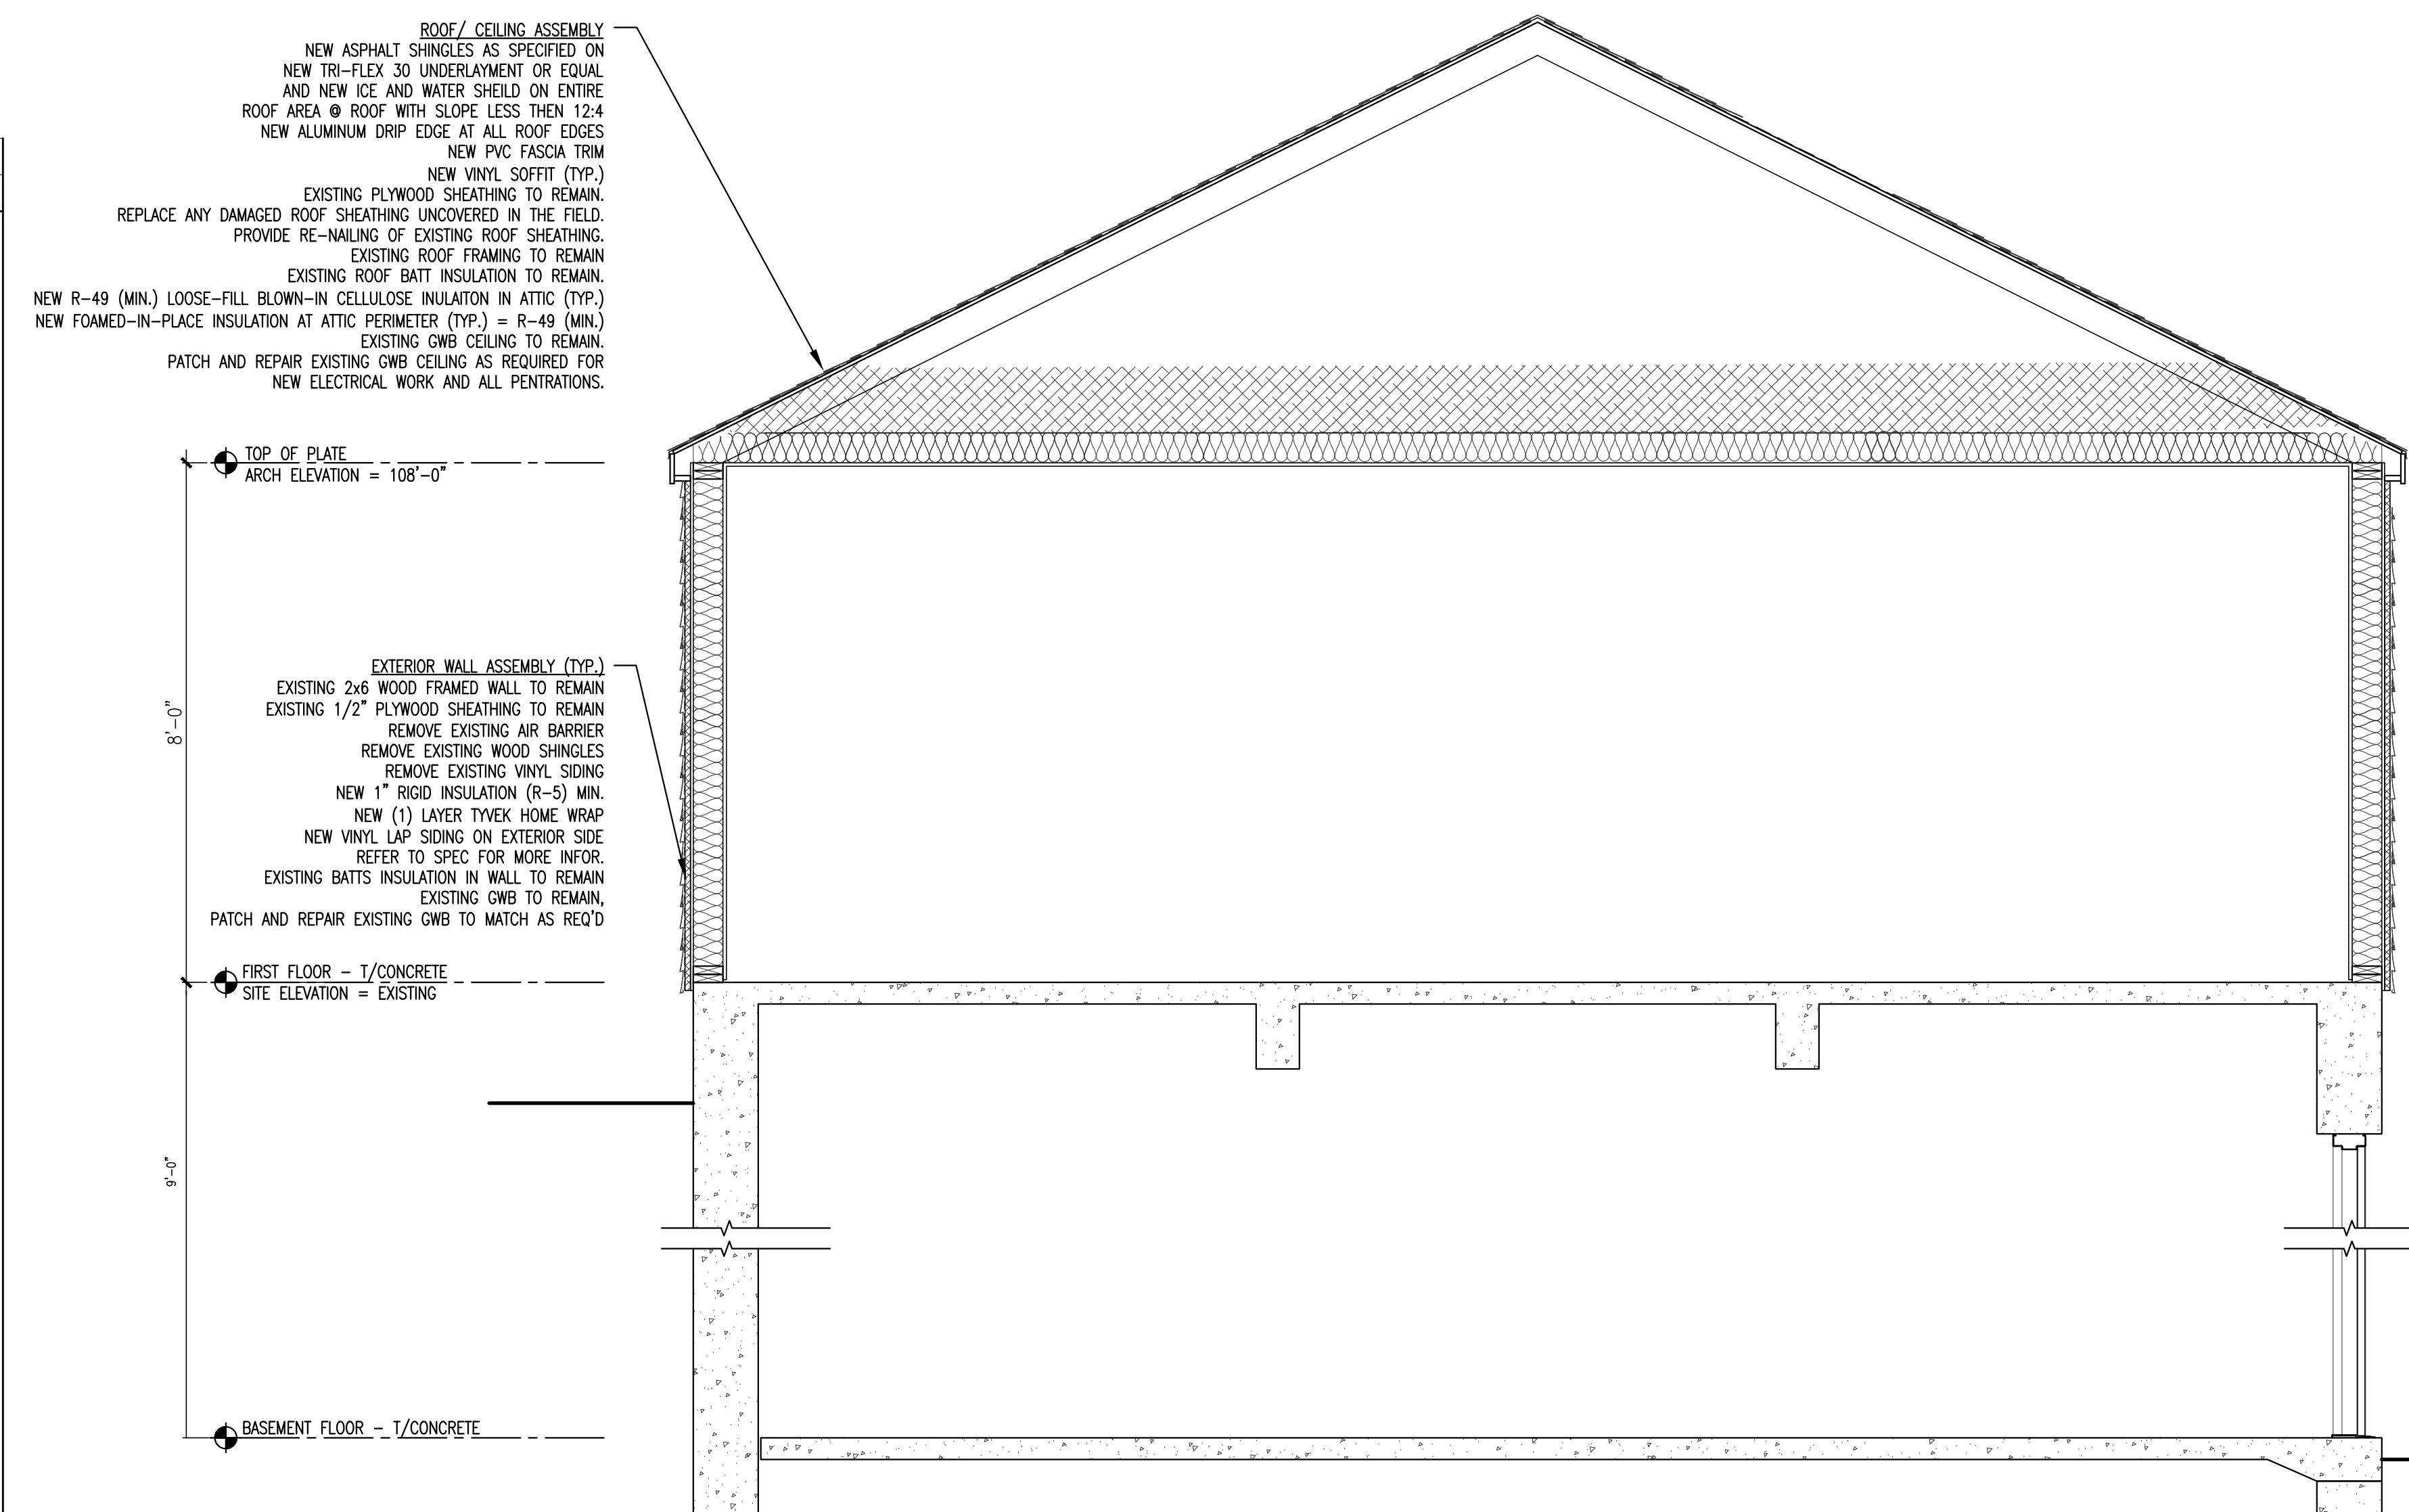 ROOF/ CEILING ASSEMBLY
NEW ASPHALT SHINGLES AS SPECIFIED ON
NEW TRI-FLEX 30 UNDERLAYMENT OR EQUAL
AND NEW ICE AND WATER SHEILD ON ENTIRE
ROOF AREA @ ROOF WITH SLOPE LESS THEN 12:4
NEW ALUMINUM DRIP EDGE AT ALL ROOF EDGES
NEW PVC FASCIA TRIM
NEW VINYL SOFFIT (TYP.)
EXISTING PLYWOOD SHEATHING TO REMAIN.
REPLACE ANY DAMAGED ROOF SHEATHING UNCOVERED IN THE FIELD.
PROVIDE RE-NAILING OF EXISTING ROOF SHEATHING.
EXISTING ROOF FRAMING TO REMAIN
EXISTING ROOF BATT INSULATION TO REMAIN.
NEW R-49 (MIN.) LOOSE-FILL BLOWN-IN CELLULOSE INULAITON IN ATTIC (TYP.)
NEW FOAMED-IN-PLACE INSULATION AT ATTIC PERIMETER (TYP.) = R-49 (MIN.)
EXISTING GWB CEILING TO REMAIN.
PATCH AND REPAIR EXISTING GWB CEILING AS REQUIRED FOR
NEW ELECTRICAL WORK AND ALL PENTRATIONS.
TOP OF PLATE
ARCH ELEVATION = 108'-0"
8'-0"
EXTERIOR WALL ASSEMBLY (TYP.)
EXISTING 2x6 WOOD FRAMED WALL TO REMAIN
EXISTING 1/2" PLYWOOD SHEATHING TO REMAIN
REMOVE EXISTING AIR BARRIER
REMOVE EXISTING WOOD SHINGLES
REMOVE EXISTING VINYL SIDING
NEW 1" RIGID INSULATION (R-5) MIN.
NEW (1) LAYER TYVEK HOME WRAP
NEW VINYL LAP SIDING ON EXTERIOR SIDE
REFER TO SPEC FOR MORE INFOR.
EXISTING BATTS INSULATION IN WALL TO REMAIN
EXISTING GWB TO REMAIN,
PATCH AND REPAIR EXISTING GWB TO MATCH AS REQ'D
FIRST FLOOR - T/CONCRETE
SITE ELEVATION = EXISTING
9'-0"
BASEMENT FLOOR - T/CONCRETE